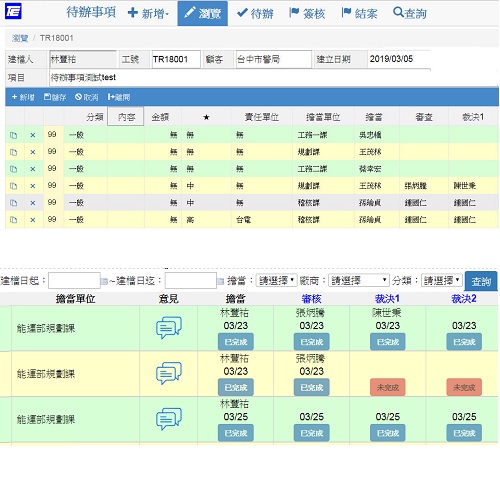 TE 待辦事項 新增 瀏覽 待辦 簽核 結案 查詢
瀏覽 / TR18001
建檔人 林豐祐 工號 TR18001 顧客 台中市警局 建立日期 2019/03/05
項目 待辦事項測試test
+ 新增 儲存 取消 離開
分類 內容 金額 ★ 責任單位 擔當單位 擔當 審查 裁決1
99 一般 無 無 無 工務一課 吳忠橋
99 一般 無 無 無 規劃課 王茂林
99 一般 無 無 無 工務二課 蔡幸宏
99 一般 無 中 無 規劃課 王茂林 張炳騰 陳世秉
99 一般 無 中 無 稽核課 孫綸貞 鍾國仁 鍾國仁
99 一般 無 高 台電 稽核課 孫綸貞 鍾國仁 鍾國仁
建檔日起： ~建檔日迄： 擔當： 請選擇 廠商： 請選擇 分類： 請選擇 查詢
擔當單位 意見 擔當 審核 裁決1 裁決2
林豐祐 張炳騰 陳世秉
03/23 03/23 03/23 03/23
能運部規劃課
已完成 已完成 已完成 已完成
林豐祐 張炳騰
03/23 03/23
能運部規劃課
已完成 已完成 未完成 未完成
林豐祐
03/25 03/25 03/25 03/25
能運部規劃課
已完成 已完成 已完成 已完成